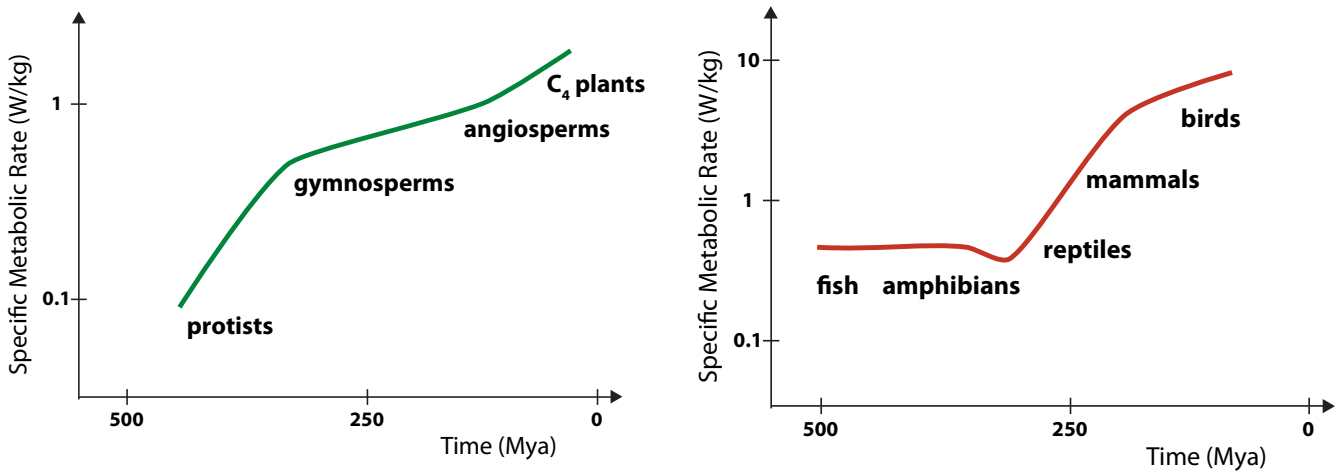 Specific Metabolic Rate (W/kg)
1
0.1
C4 plants
angiosperms
gymnosperms
protists
500
250
0
Time (Mya)
Specific Metabolic Rate (W/kg)
10
1
0.1
birds
mammals
reptiles
fish amphibians
500
250
0
Time (Mya)